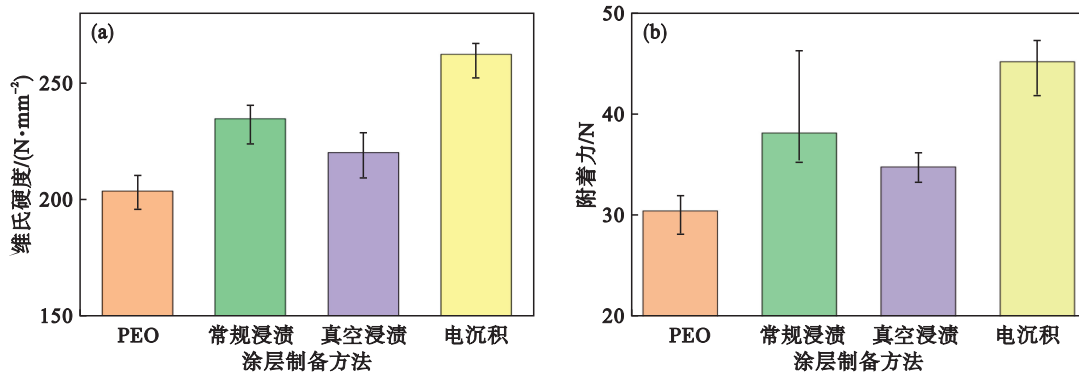 (a)
维氏硬度/(N·mm⁻²)
250
200
150
PEO 常规浸渍 真空浸渍 电沉积
涂层制备方法
(b)
附着力/N
50
40
30
20
PEO 常规浸渍 真空浸渍 电沉积
涂层制备方法